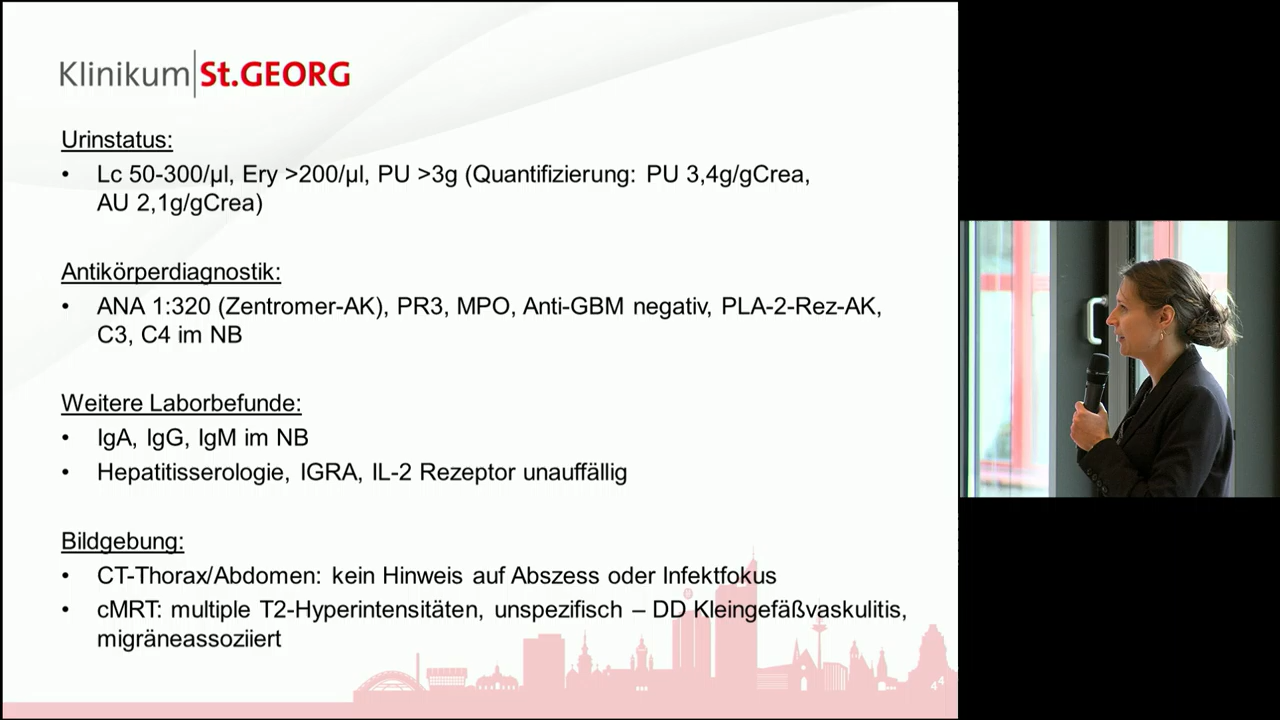 Klinikum St.GEORG
Urinstatus:
• Lc 50-300/µl, Ery >200/µl, PU >3g (Quantifizierung: PU 3,4g/gCrea,
AU 2,1g/gCrea)
Antikörperdiagnostik:
• ANA 1:320 (Zentromer-AK), PR3, MPO, Anti-GBM negativ, PLA-2-Rez-AK,
C3, C4 im NB
Weitere Laborbefunde:
• IgA, IgG, IgM im NB
• Hepatitisserologie, IGRA, IL-2 Rezeptor unauffällig
Bildgebung:
• CT-Thorax/Abdomen: kein Hinweis auf Abszess oder Infektfokus
• cMRT: multiple T2-Hyperintensitäten, unspezifisch – DD Kleingefäßvaskulitis,
migräneassoziiert